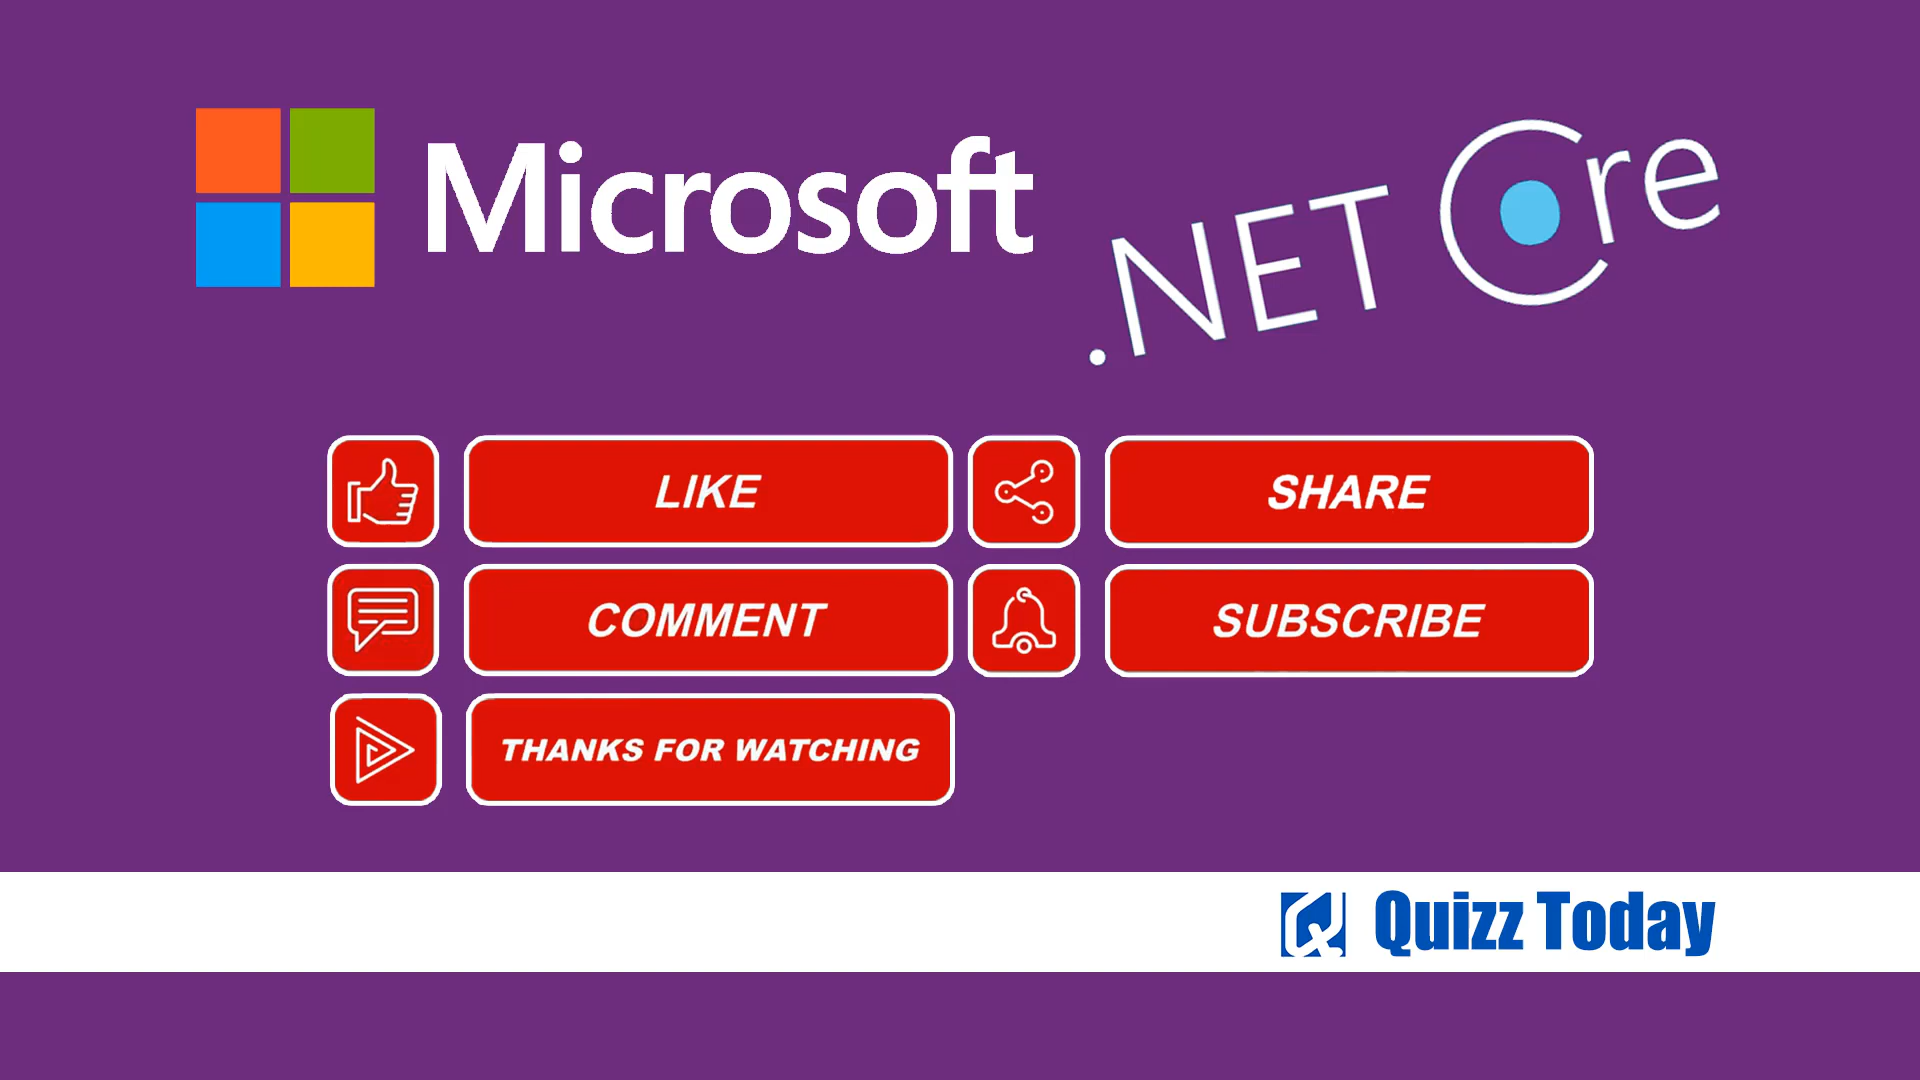 Microsoft
.NET Core
LIKE
SHARE
COMMENT
SUBSCRIBE
THANKS FOR WATCHING
Quizz Today